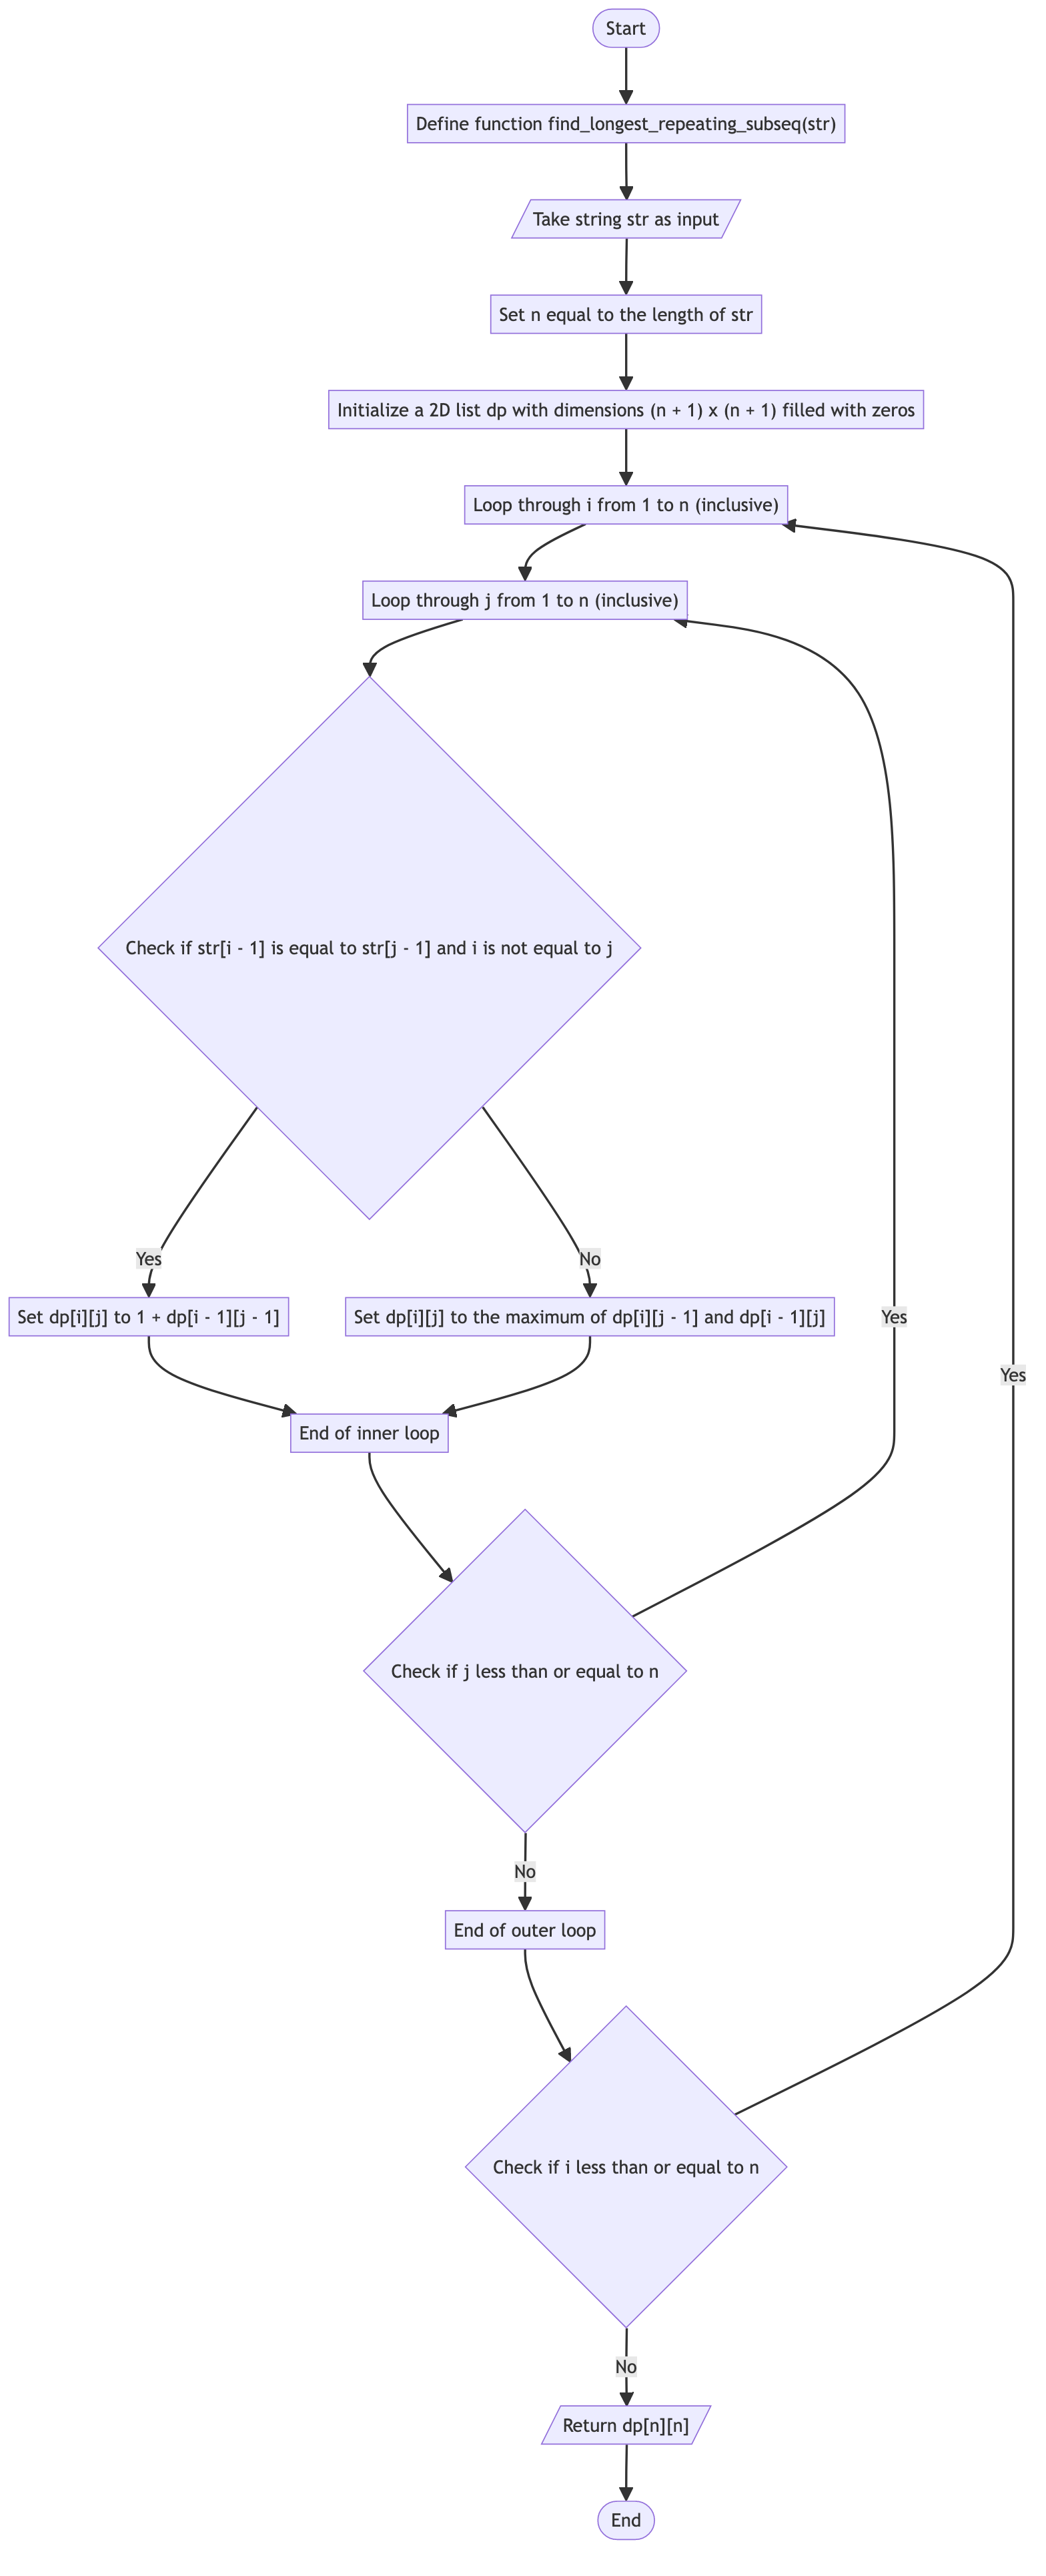 Start
Define function find_longest_repeating_subseq(str)
Take string str as input
Set n equal to the length of str
Initialize a 2D list dp with dimensions (n + 1) x (n + 1) filled with zeros
Loop through i from 1 to n (inclusive)
Loop through j from 1 to n (inclusive)
Check if str[i - 1] is equal to str[j - 1] and i is not equal to j
Yes
No
Set dp[i][j] to 1 + dp[i - 1][j - 1]
Set dp[i][j] to the maximum of dp[i][j - 1] and dp[i - 1][j]
Yes
Yes
End of inner loop
Check if j less than or equal to n
No
End of outer loop
Check if i less than or equal to n
No
Return dp[n][n]
End